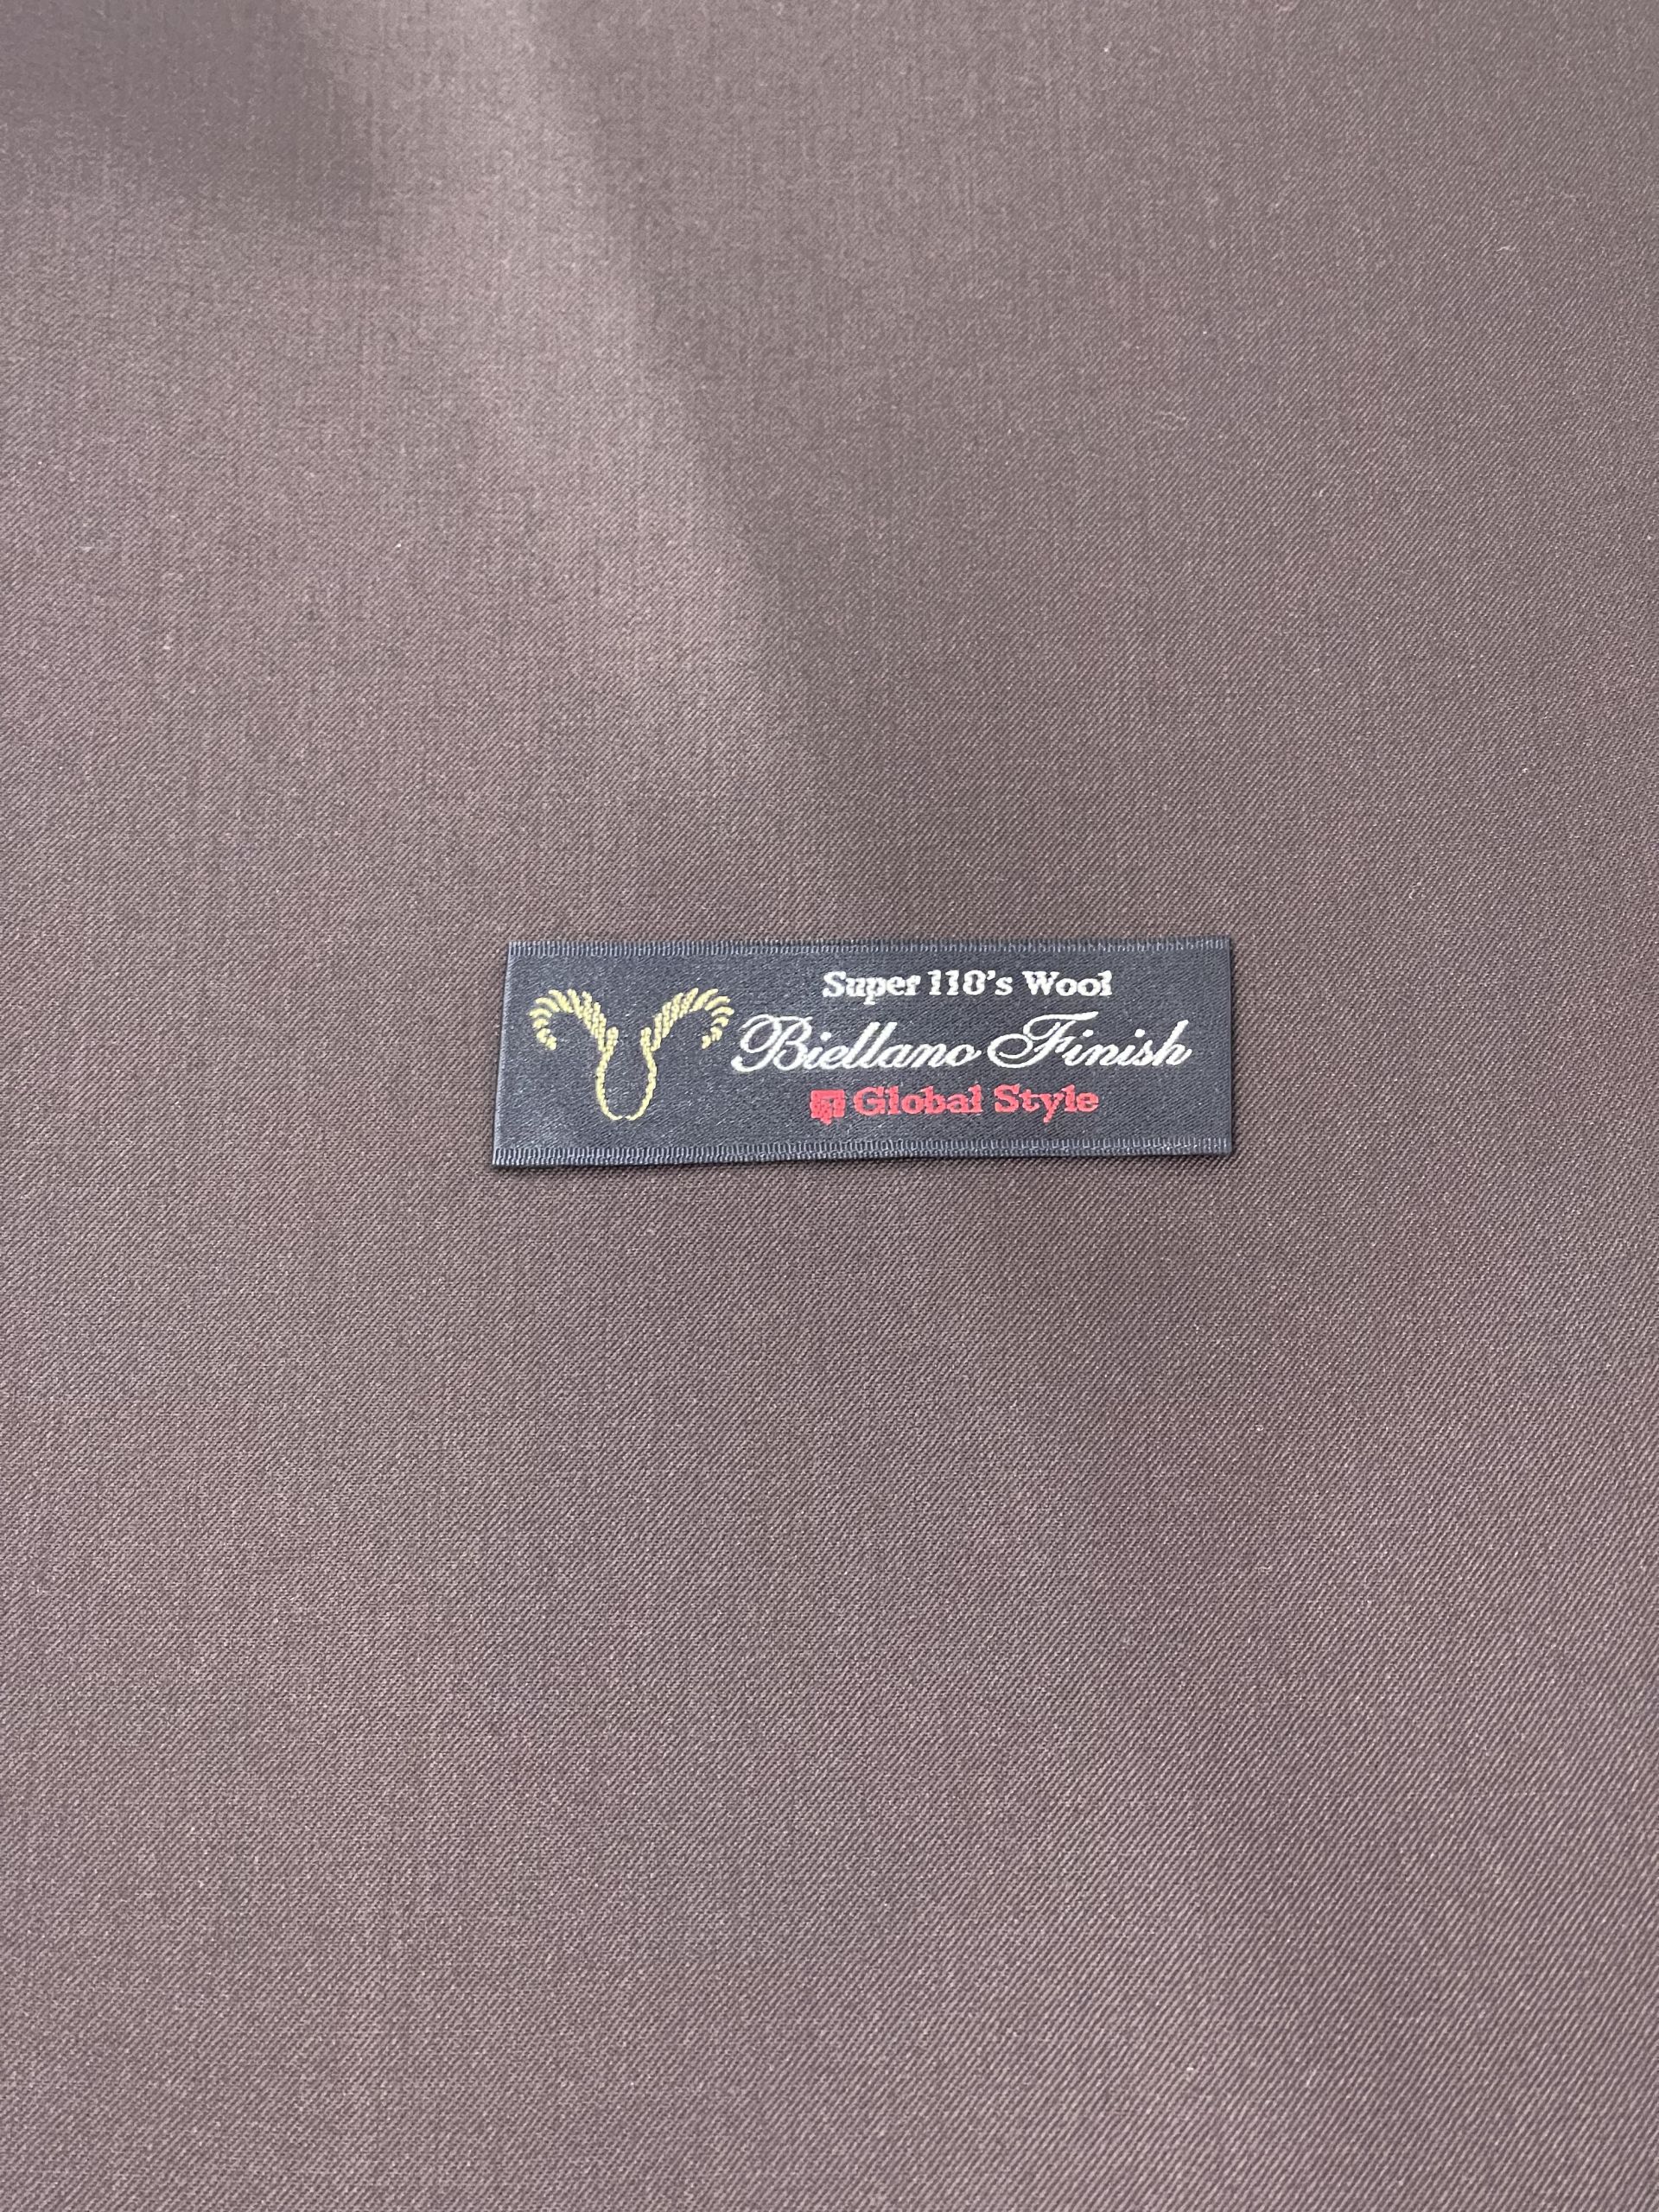 Super 110's Wool
Biellano Finish
Global Style